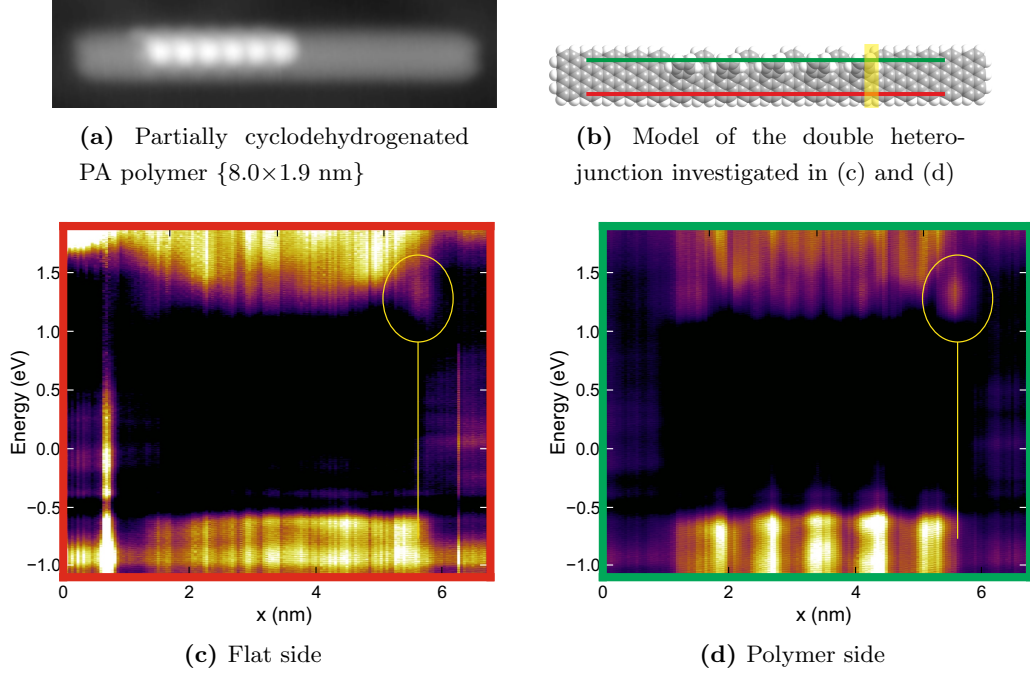 (a) Partially cyclodehydrogenated
PA polymer {8.0×1.9 nm}
(b) Model of the double hetero-
junction investigated in (c) and (d)
Energy (eV)
1.5
1.0
0.5
0.0
−0.5
−1.0
0 2 4 6
x (nm)
(c) Flat side
Energy (eV)
1.5
1.0
0.5
0.0
−0.5
−1.0
0 2 4 6
x (nm)
(d) Polymer side